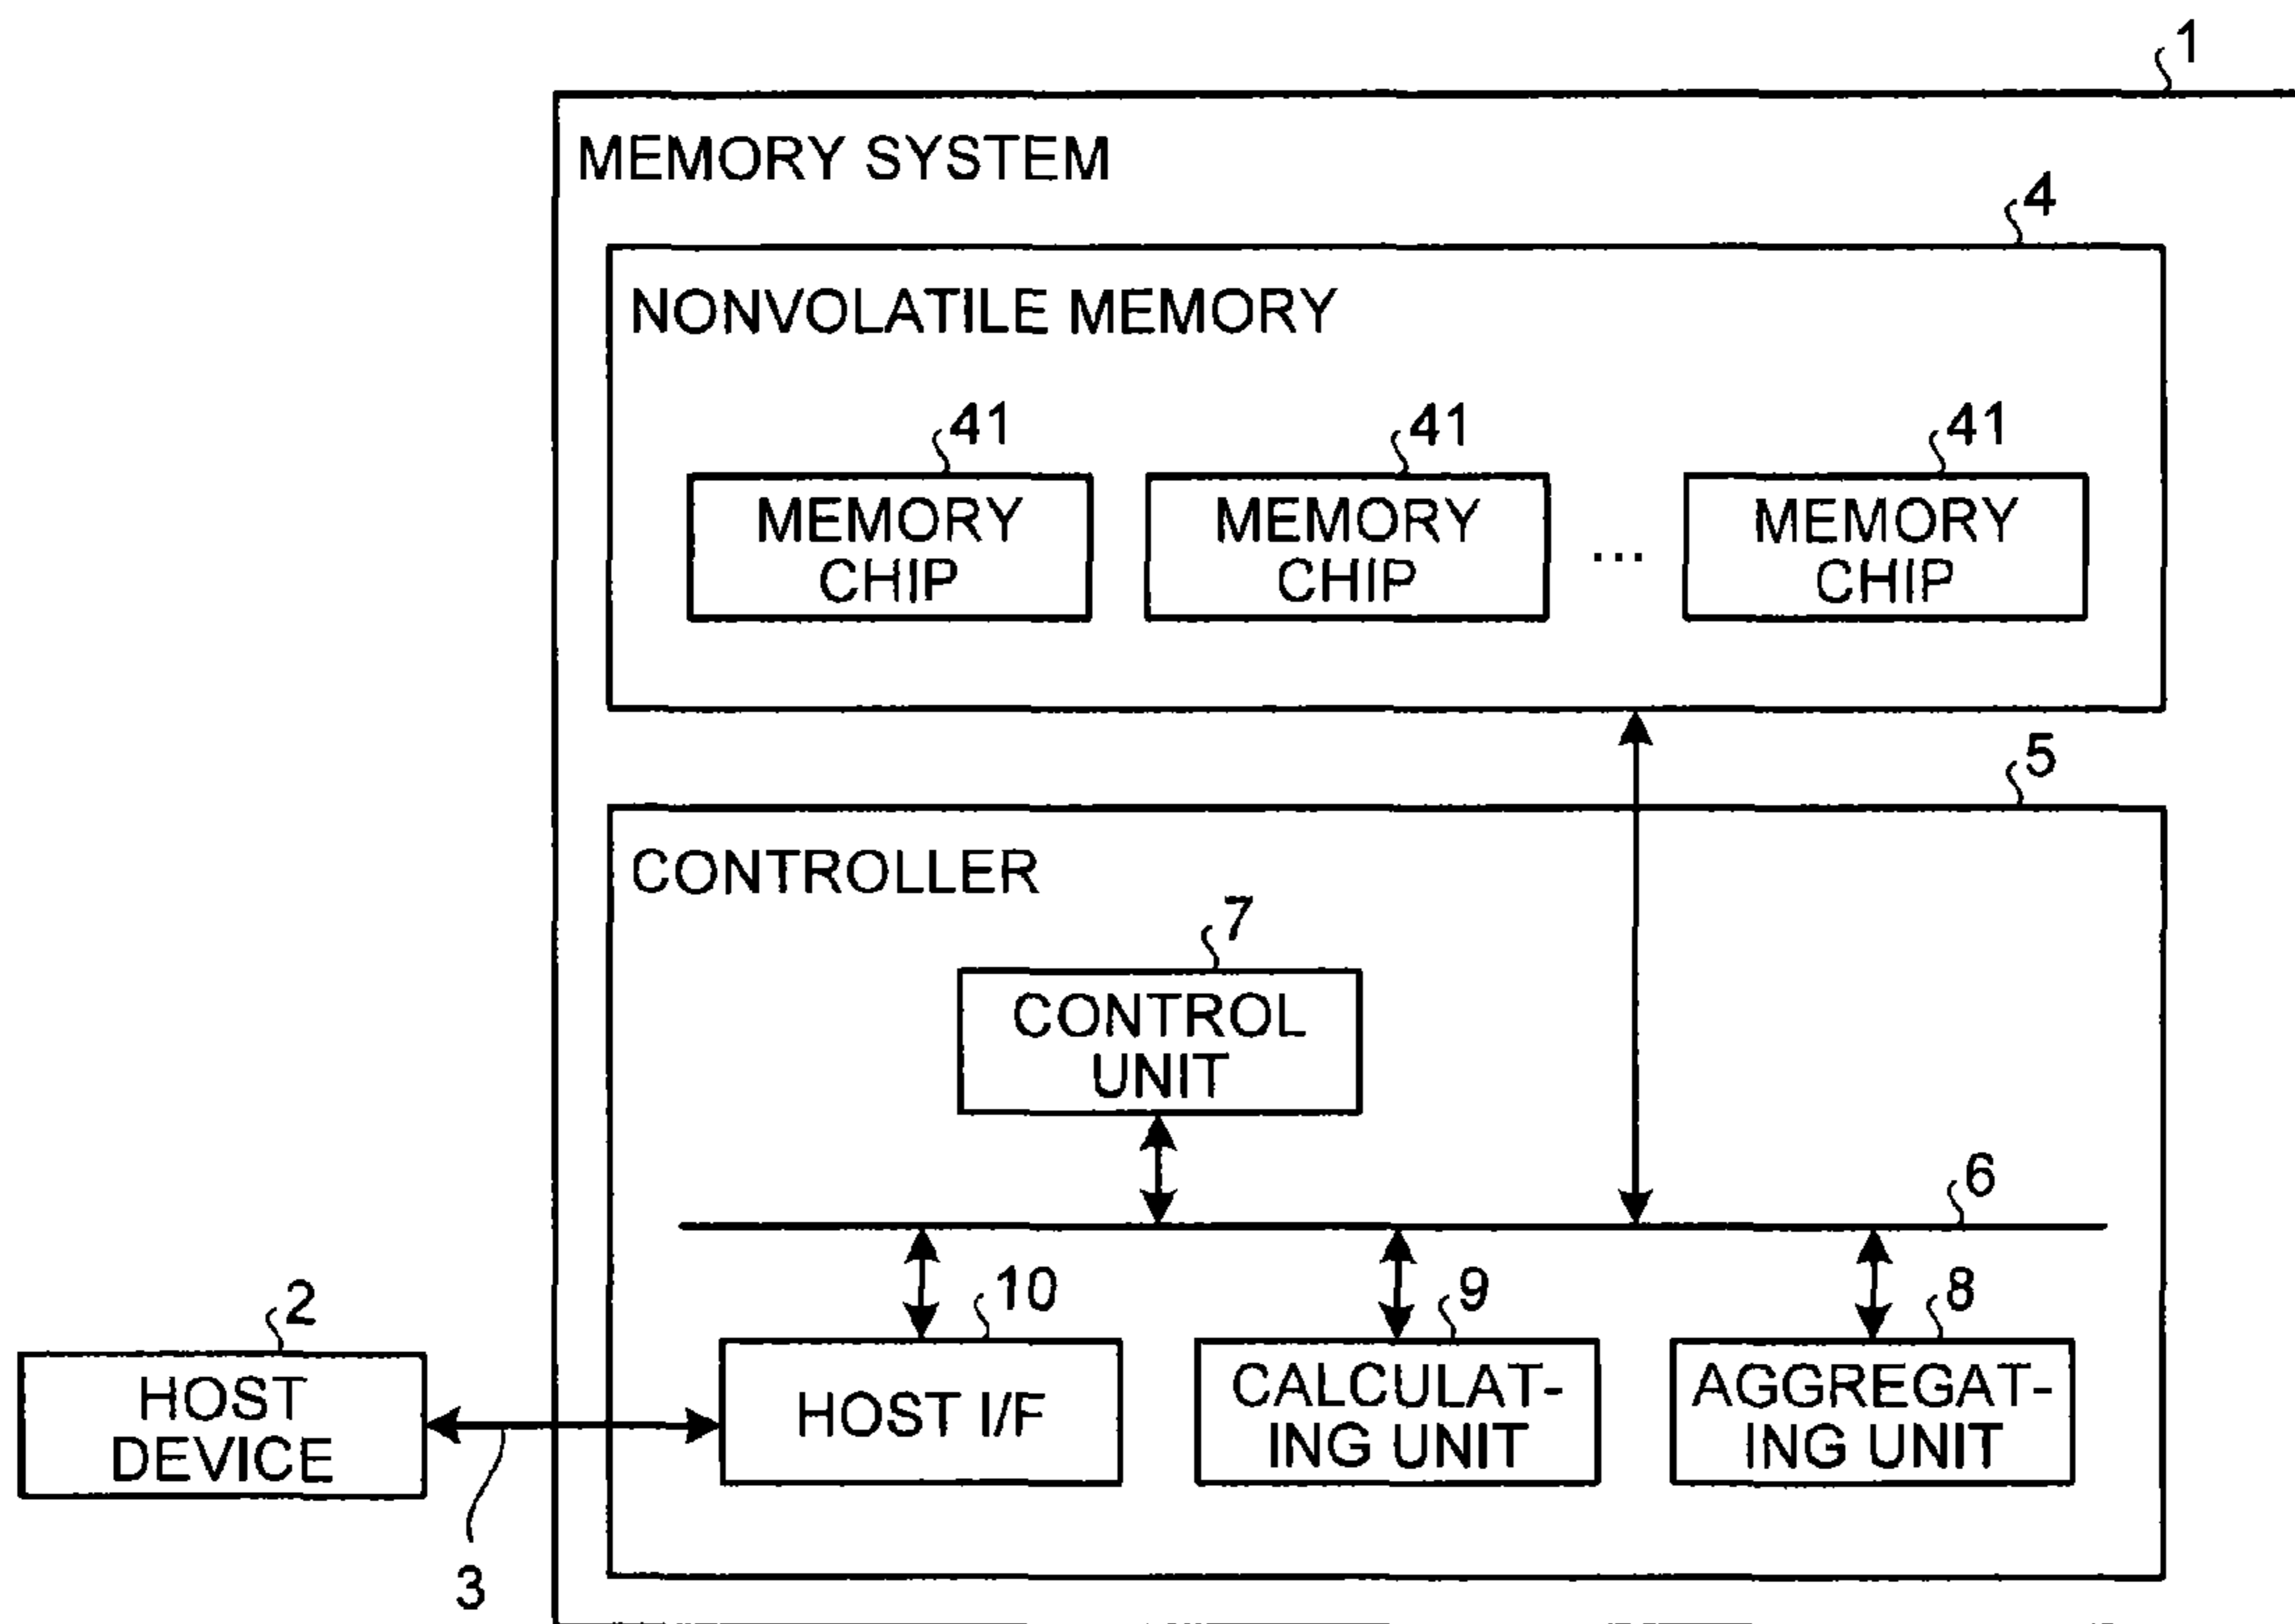 1
MEMORY SYSTEM
4
NONVOLATILE MEMORY
41
41
41
MEMORY
CHIP
MEMORY
CHIP
...
MEMORY
CHIP
5
CONTROLLER
7
CONTROL
UNIT
6
10
9
8
2
HOST
DEVICE
HOST I/F
CALCULAT-
ING UNIT
AGGREGAT-
ING UNIT
3